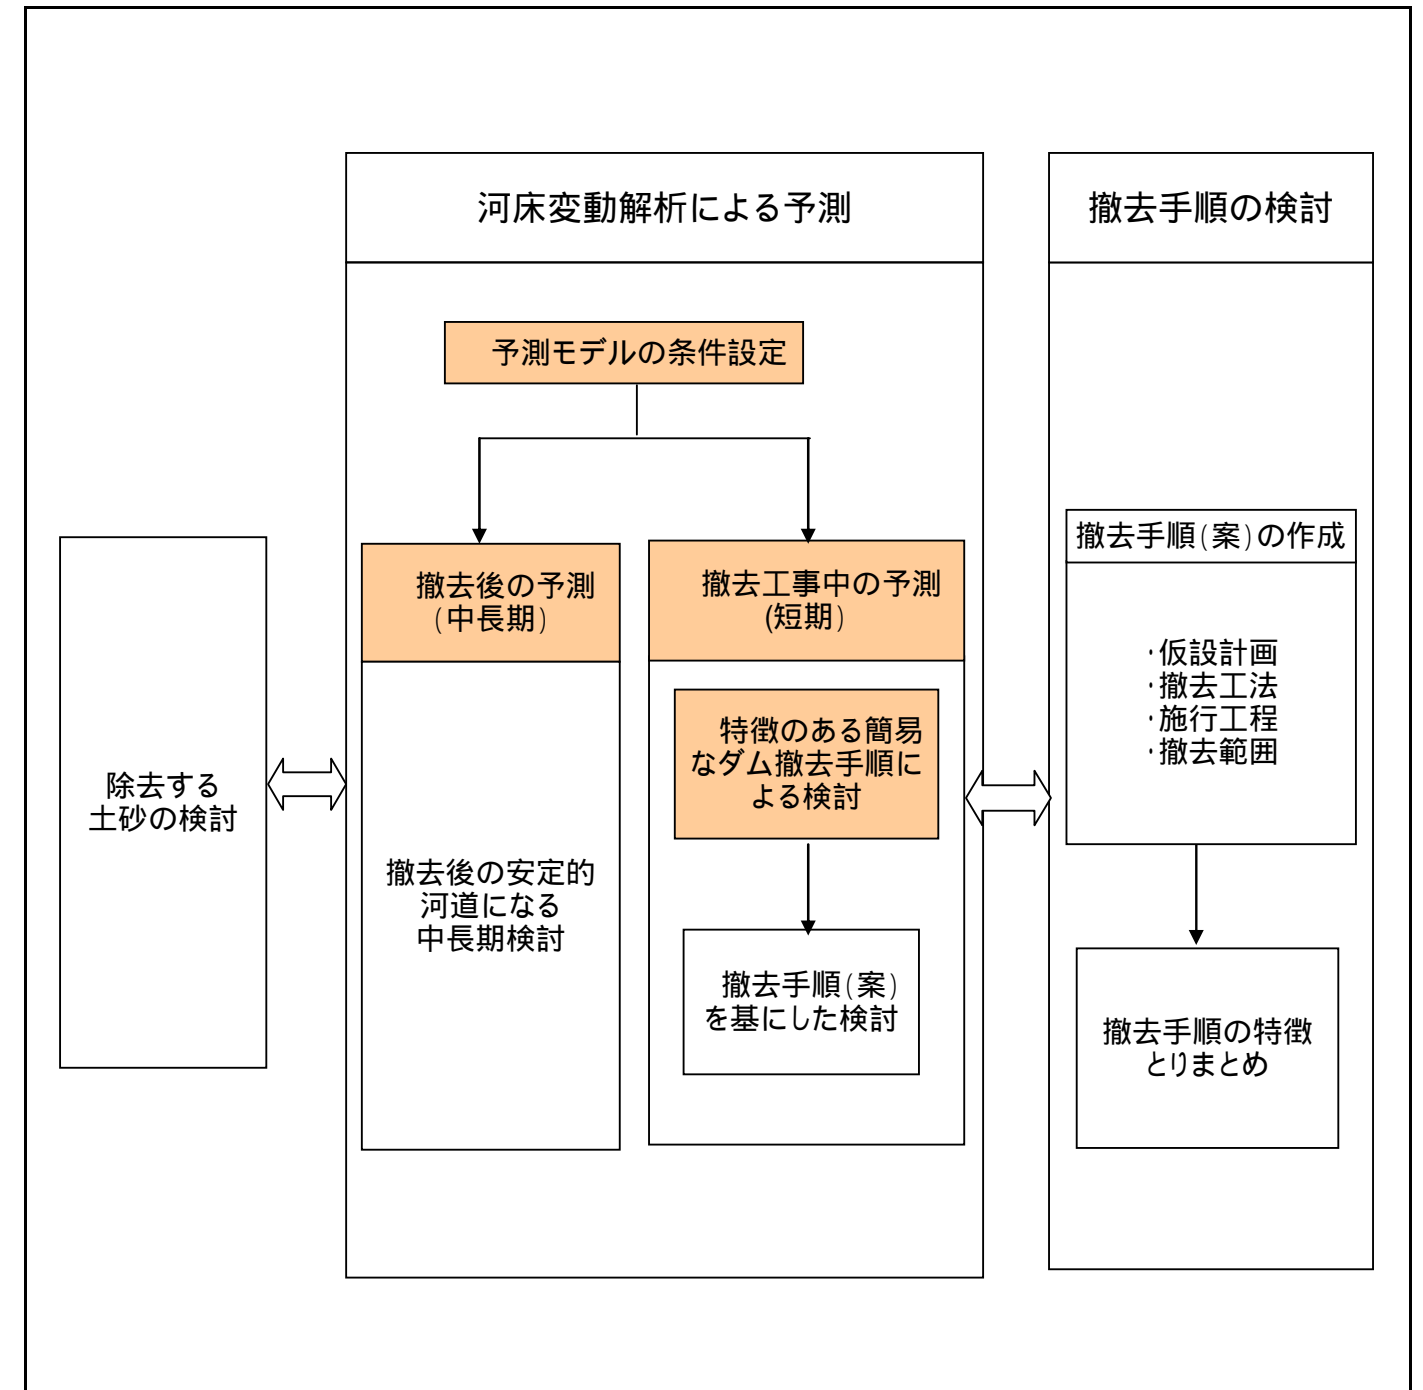 河床変動解析による予測
撤去手順の検討
予測モデルの条件設定
撤去後の予測
(中長期)
撤去工事中の予測
(短期)
撤去手順(案)の作成
・仮設計画
・撤去工法
・施行工程
・撤去範囲
特徴のある簡易
なダム撤去手順に
よる検討
除去する
土砂の検討
撤去後の安定的
河道になる
中長期検討
撤去手順(案)
を基にした検討
撤去手順の特徴
とりまとめ